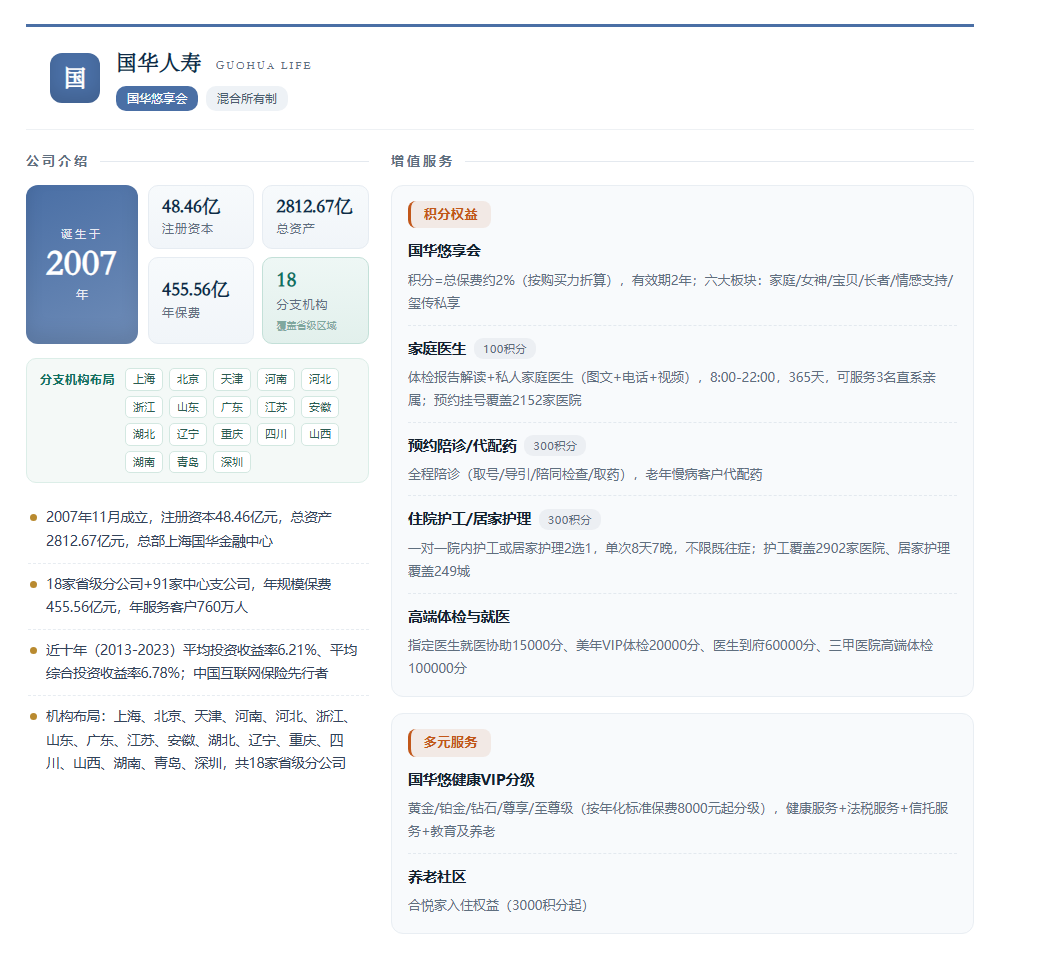 国
国华人寿 GUOHUA LIFE
国华悠享会 混合所有制
公司介绍
诞生于
2007
年
48.46亿
注册资本
2812.67亿
总资产
455.56亿
年保费
18
分支机构
覆盖省级区域
分支机构布局 上海 北京 天津 河南 河北
浙江 山东 广东 江苏 安徽
湖北 辽宁 重庆 四川 山西
湖南 青岛 深圳
2007年11月成立，注册资本48.46亿元，总资产
2812.67亿元，总部上海国华金融中心
18家省级分公司+91家中心支公司，年规模保费
455.56亿元，年服务客户760万人
近十年（2013-2023）平均投资收益率6.21%、平均
综合投资收益率6.78%；中国互联网保险先行者
机构布局：上海、北京、天津、河南、河北、浙江、
山东、广东、江苏、安徽、湖北、辽宁、重庆、四
川、山西、湖南、青岛、深圳，共18家省级分公司
增值服务
积分权益
国华悠享会
积分=总保费约2%（按购买力折算），有效期2年；六大板块：家庭/女神/宝贝/长者/情感支持/
玺传私享
家庭医生 100积分
体检报告解读+私人家庭医生（图文+电话+视频），8:00-22:00，365天，可服务3名直系亲
属；预约挂号覆盖2152家医院
预约陪诊/代配药 300积分
全程陪诊（取号/导引/陪同检查/取药），老年慢病客户代配药
住院护工/居家护理 300积分
一对一院内护工或居家护理2选1，单次8天7晚，不限既往症；护工覆盖2902家医院、居家护理
覆盖249城
高端体检与就医
指定医生就医协助15000分、美年VIP体检20000分、医生到府60000分、三甲医院高端体检
100000分
多元服务
国华悠健康VIP分级
黄金/铂金/钻石/尊享/至尊级（按年化标准保费8000元起分级），健康服务+法税服务+信托服
务+教育及养老
养老社区
合悦家入住权益（3000积分起）